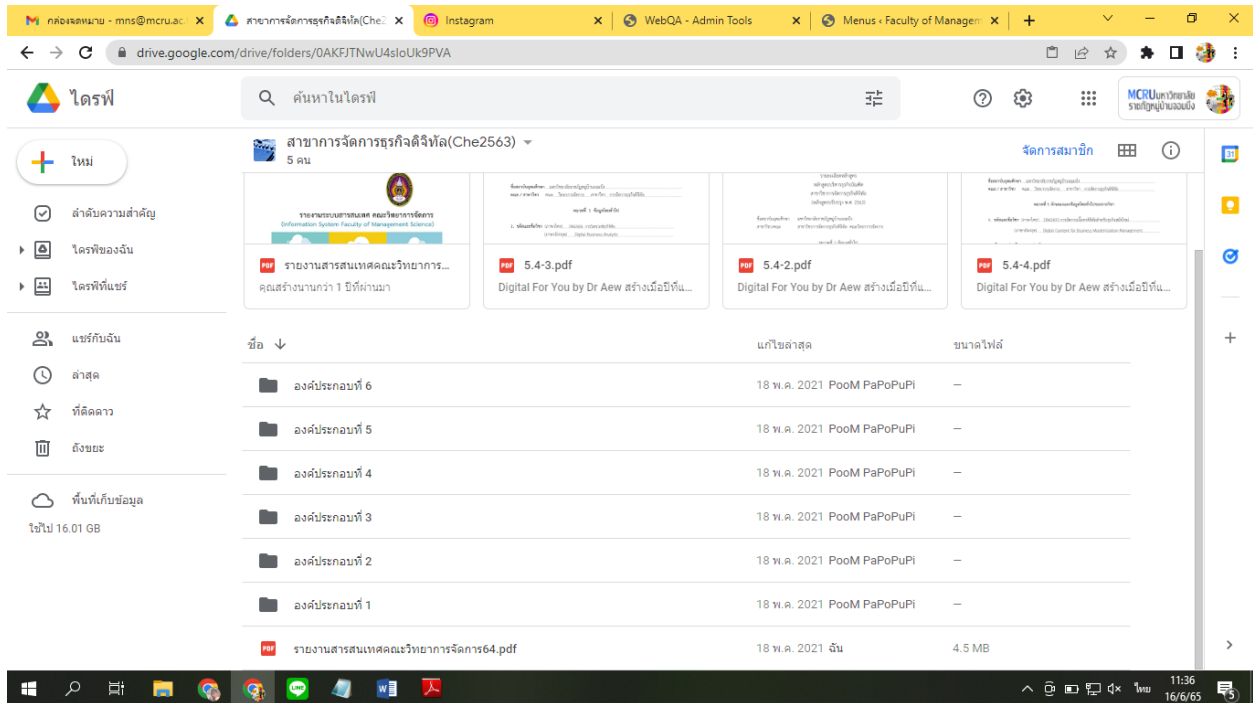 กล่องจดหมาย - mns@mcru.ac.
สาขาการจัดการธุรกิจดิจิทัล(Che2
Instagram
WebQA - Admin Tools
Menus ‹ Faculty of Managem
drive.google.com/drive/folders/0AKFJTNwU4sIoUk9PVA
ไดรฟ์
ค้นหาในไดรฟ์
MCRUมหาวิทยาลัย
ราชภัฏหมู่บ้านจอมบึง
ใหม่
ลำดับความสำคัญ
ไดรฟ์ของฉัน
ไดรฟ์ที่แชร์
แชร์กับฉัน
ล่าสุด
ที่ติดดาว
ถังขยะ
พื้นที่เก็บข้อมูล
ใช้ไป 16.01 GB
สาขาการจัดการธุรกิจดิจิทัล(Che2563)
5 คน
จัดการสมาชิก
31
รายงานระบบสารสนเทศ คณะวิทยาการจัดการ
(Information System Faculty of Management Science)
PDF รายงานสารสนเทศคณะวิทยาการ...
คุณสร้างนานกว่า 1 ปีที่ผ่านมา
PDF 5.4-3.pdf
Digital For You by Dr Aew สร้างเมื่อปีที่แ...
PDF 5.4-2.pdf
Digital For You by Dr Aew สร้างเมื่อปีที่แ...
PDF 5.4-4.pdf
Digital For You by Dr Aew สร้างเมื่อปีที่แ...
ชื่อ แก้ไขล่าสุด ขนาดไฟล์
องค์ประกอบที่ 6 18 พ.ค. 2021 PooM PaPoPuPi –
องค์ประกอบที่ 5 18 พ.ค. 2021 PooM PaPoPuPi –
องค์ประกอบที่ 4 18 พ.ค. 2021 PooM PaPoPuPi –
องค์ประกอบที่ 3 18 พ.ค. 2021 PooM PaPoPuPi –
องค์ประกอบที่ 2 18 พ.ค. 2021 PooM PaPoPuPi –
องค์ประกอบที่ 1 18 พ.ค. 2021 PooM PaPoPuPi –
PDF รายงานสารสนเทศคณะวิทยาการจัดการ64.pdf 18 พ.ค. 2021 ฉัน 4.5 MB
LINE
ไทย
11:36
16/6/65
5